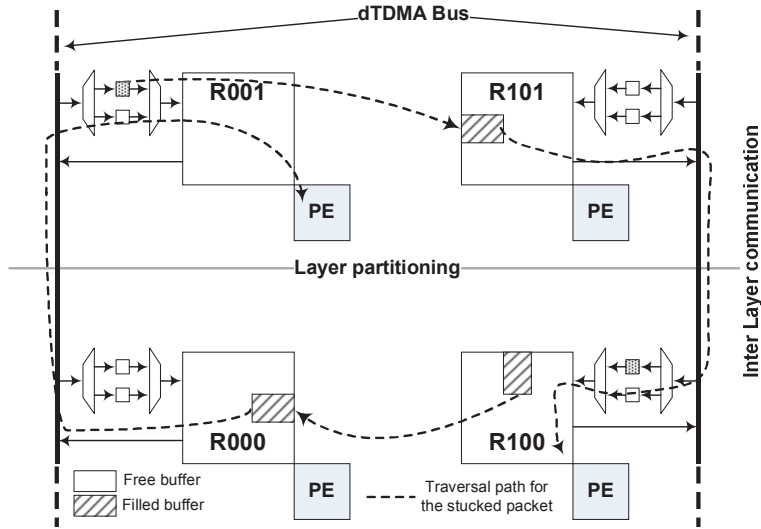 dTDMA Bus
R001
R101
PE
PE
Layer partitioning
Inter Layer communication
R000
R100
PE
PE
Free buffer
Filled buffer
Traversal path for
the stucked packet